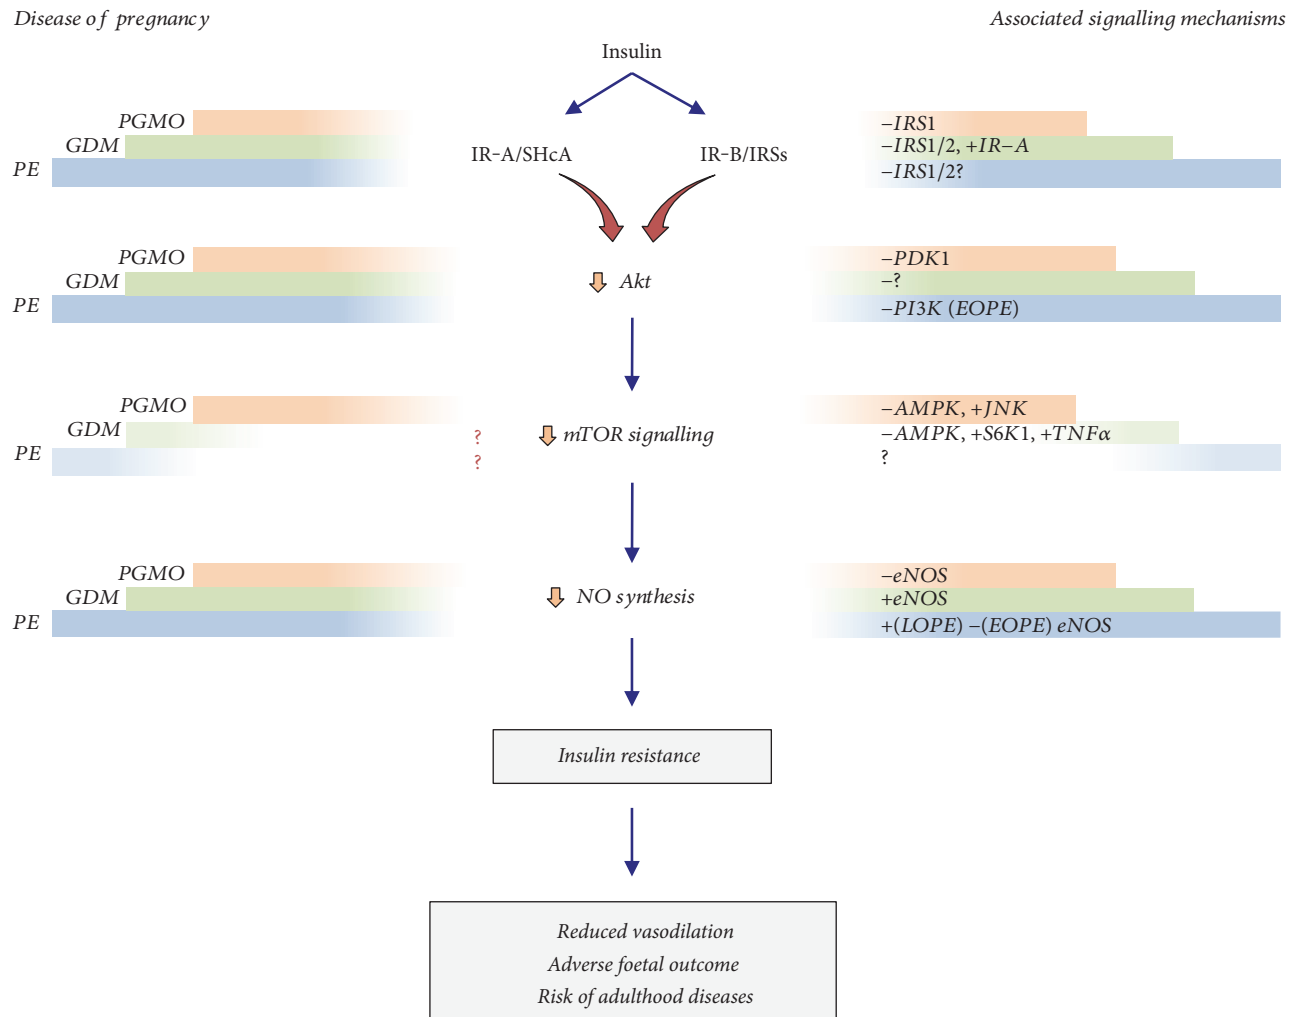 Disease of pregnancy
Associated signalling mechanisms
Insulin
PGMO
GDM
PE
IR-A/SHcA
IR-B/IRSs
–IRS1
–IRS1/2, +IR–A
–IRS1/2?
PGMO
GDM
PE
Akt
–PDK1
–?
–PI3K (EOPE)
PGMO
GDM
PE
?
?
mTOR signalling
–AMPK, +JNK
–AMPK, +S6K1, +TNFα
?
PGMO
GDM
PE
NO synthesis
–eNOS
+eNOS
+(LOPE) –(EOPE) eNOS
Insulin resistance
Reduced vasodilation
Adverse foetal outcome
Risk of adulthood diseases